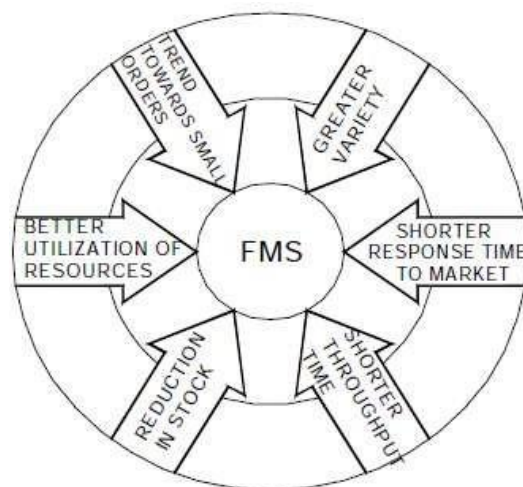 TREND
TOWARDS SMALL
ORDERS
GREATER
VARIETY
BETTER
UTILIZATION OF
RESOURCES
FMS
SHORTER
RESPONSE TIME
TO MARKET
REDUCTION
IN STOCK
SHORTER
THROUGHPUT
TIME